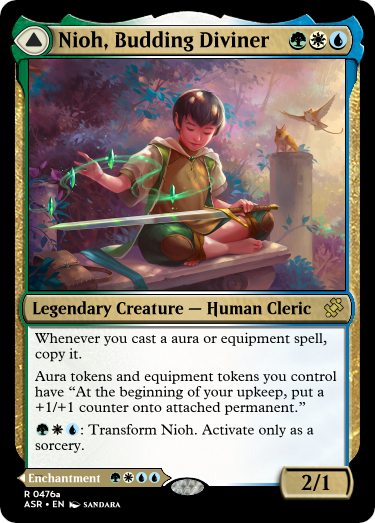 Nioh, Budding Diviner
Legendary Creature — Human Cleric
Whenever you cast a aura or equipment spell,
copy it.
Aura tokens and equipment tokens you control
have “At the beginning of your upkeep, put a
+1/+1 counter onto attached permanent.”
: Transform Nioh. Activate only as a
sorcery.
Enchantment
2/1
R 0476a
ASR • EN SANDARA